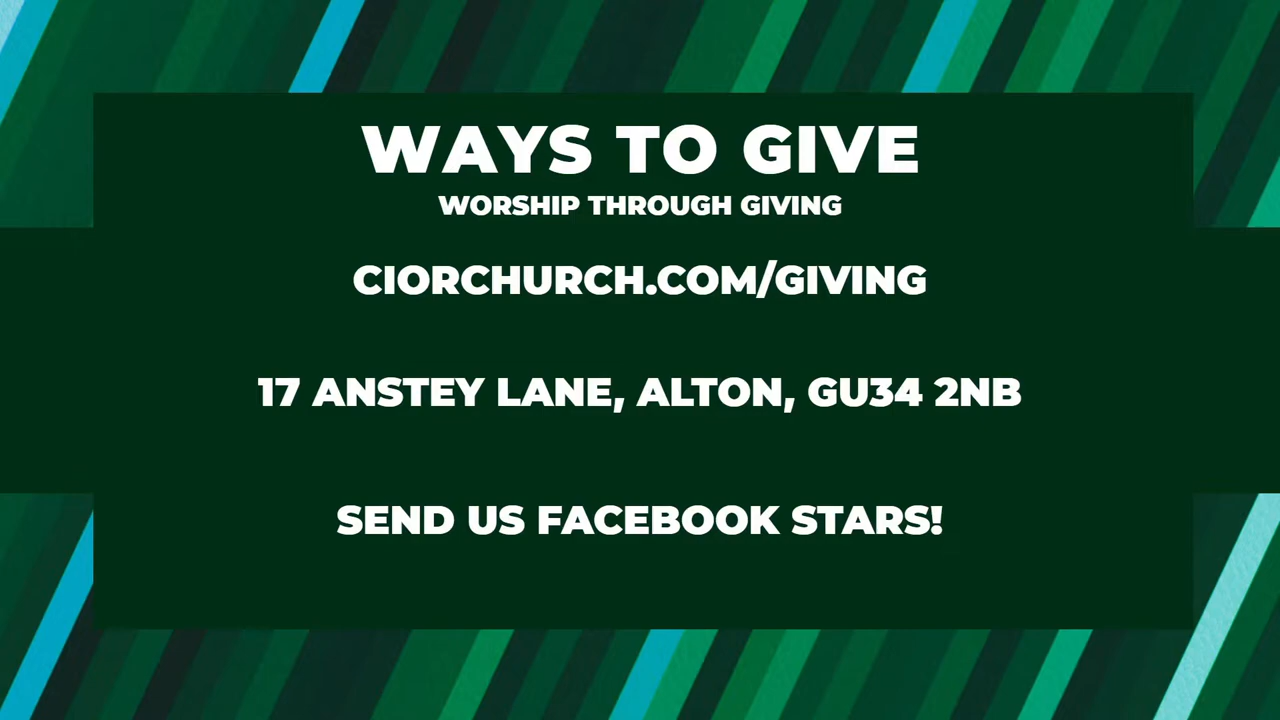 WAYS TO GIVE
WORSHIP THROUGH GIVING
CIORCHURCH.COM/GIVING
17 ANSTEY LANE, ALTON, GU34 2NB
SEND US FACEBOOK STARS!